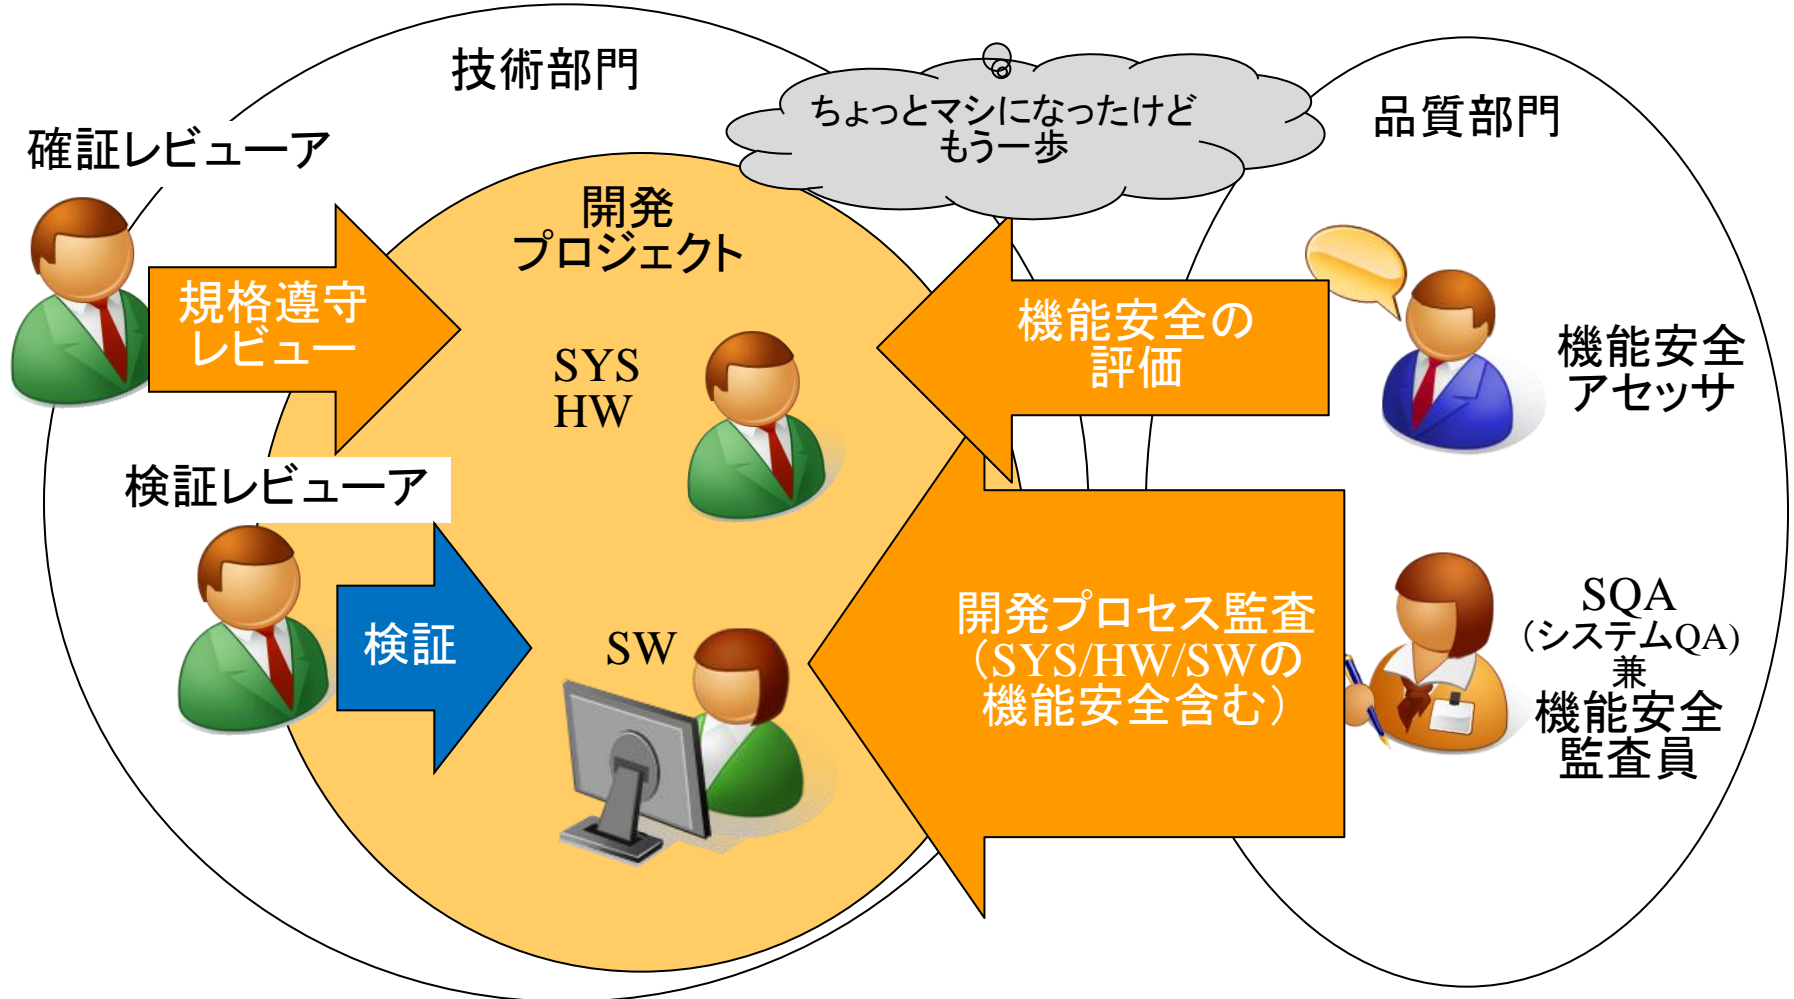 技術部門
ちょっとマシになったけど
もう一歩
品質部門
確証レビューア
開発
プロジェクト
規格遵守
レビュー
機能安全の
評価
機能安全
アセッサ
SYS
HW
検証レビューア
検証
SW
開発プロセス監査
（SYS/HW/SWの
機能安全含む）
SQA
（システムQA)
兼
機能安全
監査員